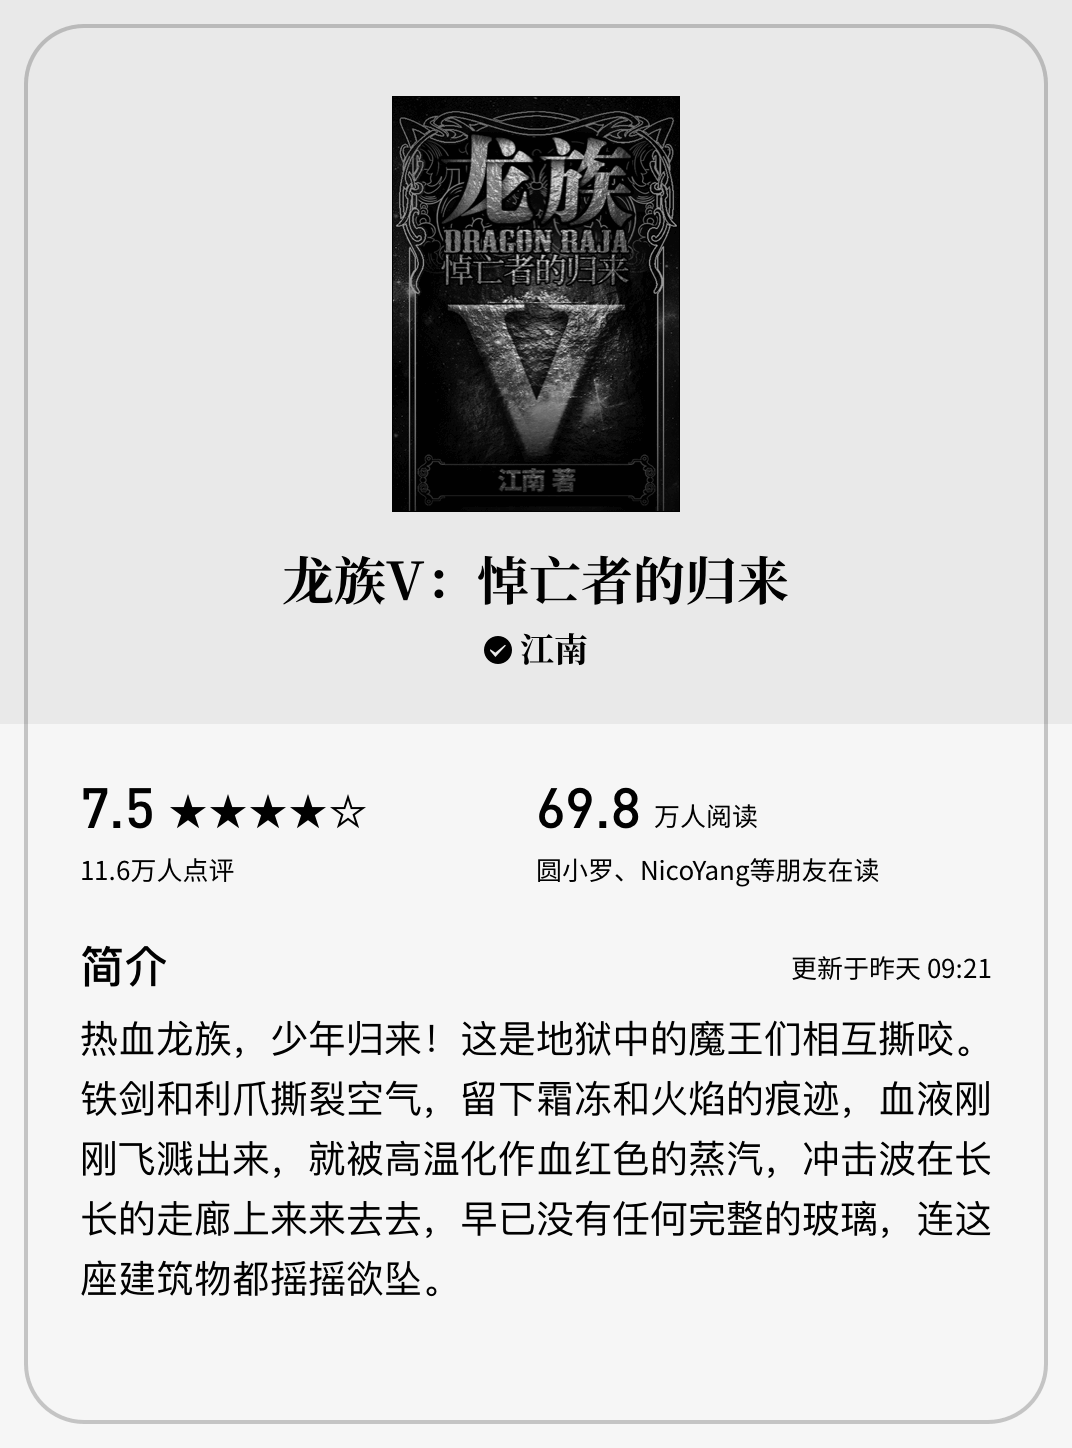 龙族
DRAGON RAJA
悼亡者的归来
V
江南 著
龙族V：悼亡者的归来
江南
7.5 ★★★★☆
69.8 万人阅读
11.6万人点评
圆小罗、NicoYang等朋友在读
简介
更新于昨天 09:21
热血龙族，少年归来！这是地狱中的魔王们相互撕咬。
铁剑和利爪撕裂空气，留下霜冻和火焰的痕迹，血液刚
刚飞溅出来，就被高温化作血红色的蒸汽，冲击波在长
长的走廊上来来去去，早已没有任何完整的玻璃，连这
座建筑物都摇摇欲坠。